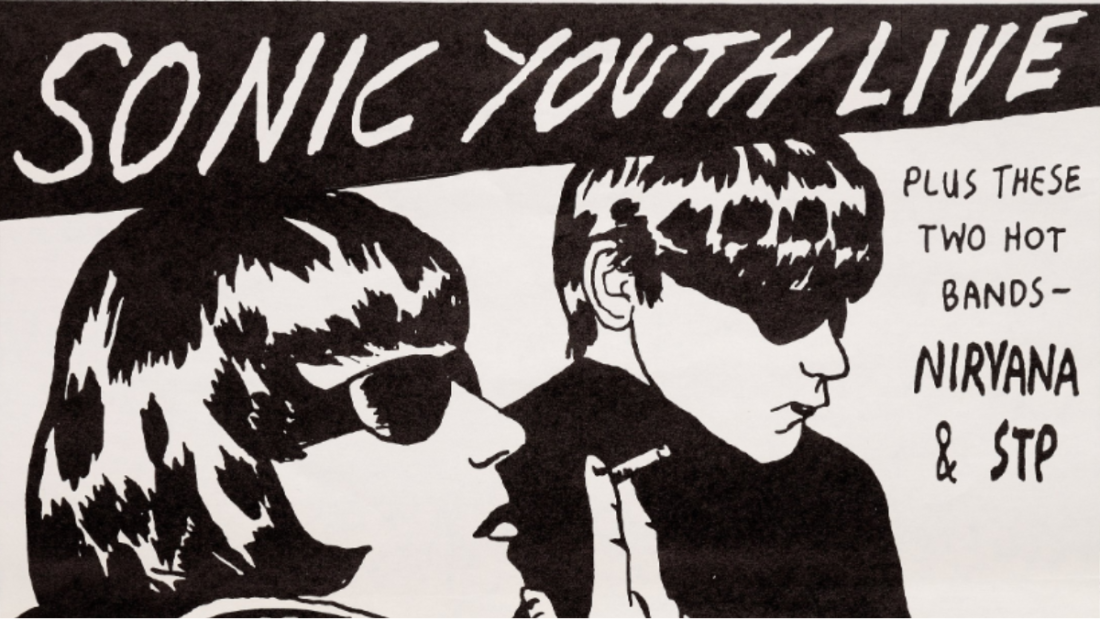 SONIC YOUTH LIVE
PLUS THESE
TWO HOT
BANDS-
NIRVANA
& STP